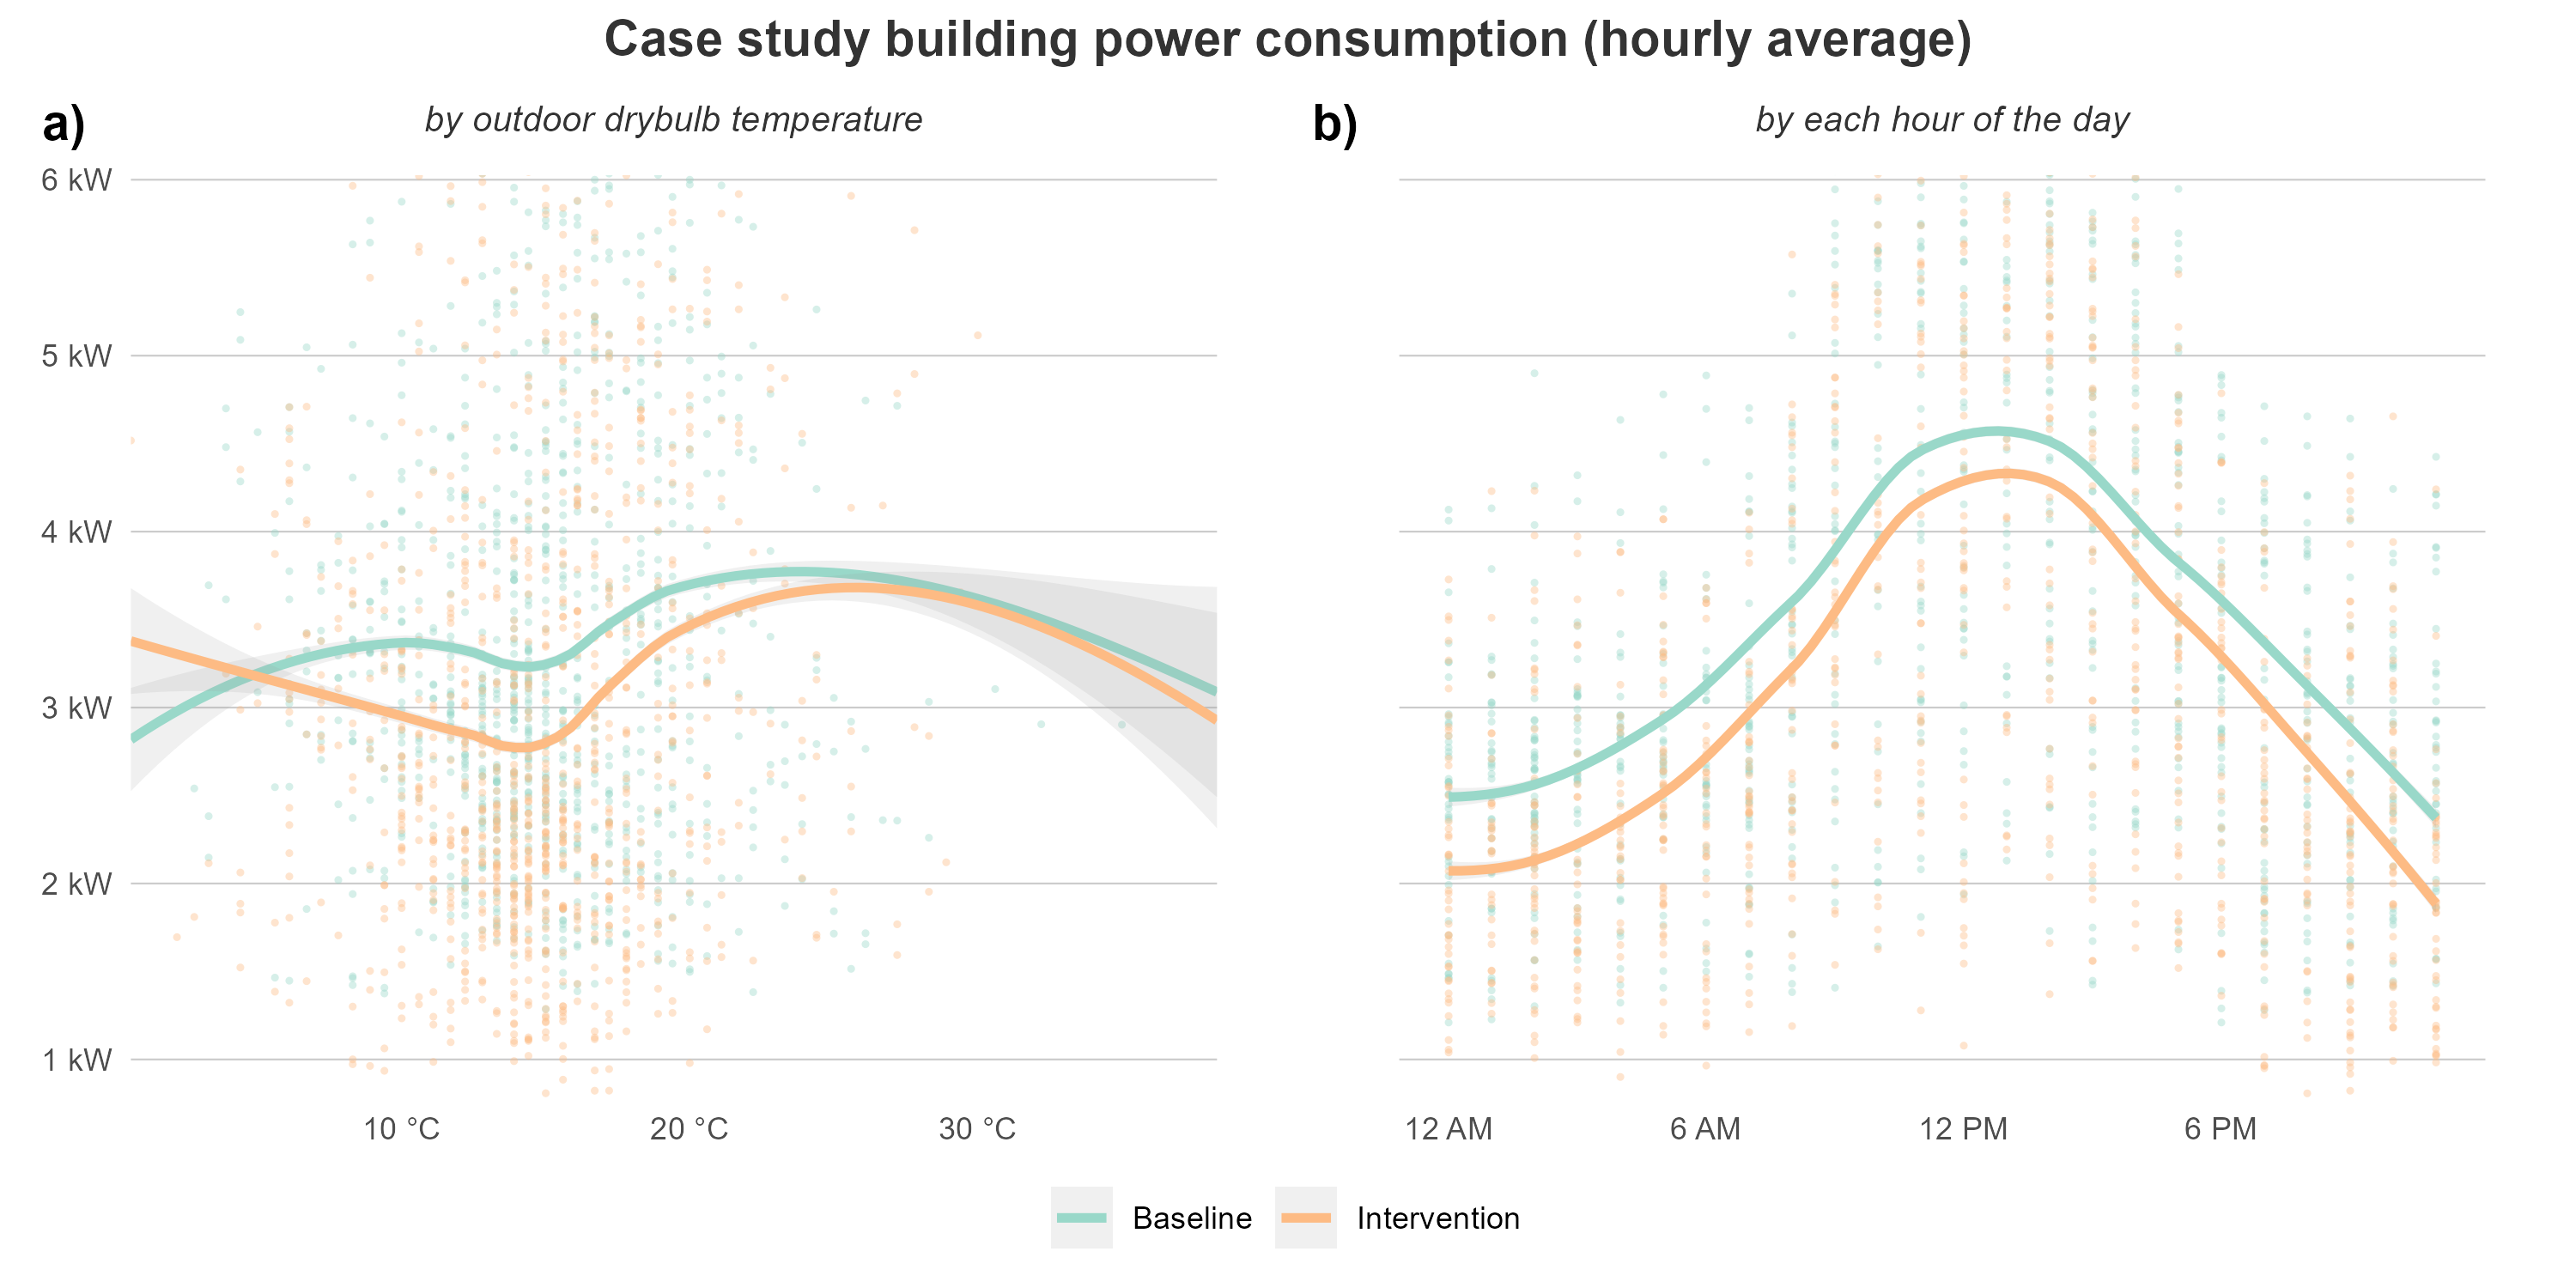 Case study building power consumption (hourly average)
a)
by outdoor drybulb temperature
b)
by each hour of the day
6 kW
5 kW
4 kW
3 kW
2 kW
1 kW
10 °C 20 °C 30 °C
12 AM 6 AM 12 PM 6 PM
Baseline Intervention